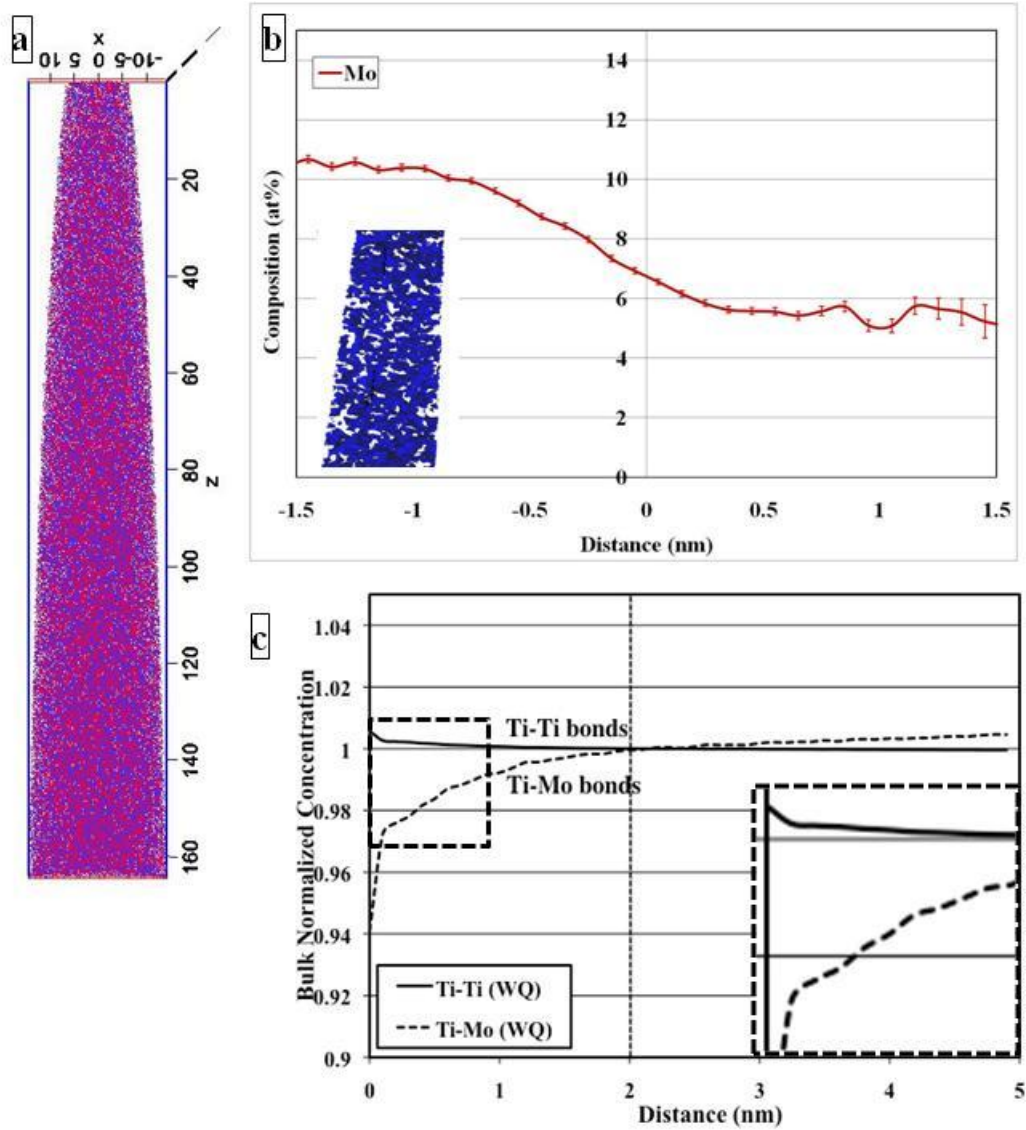 a
X
10 5 0 -5 -10
20
40
60
80
Z
100
120
140
160
b
Mo
14
12
10
8
6
4
2
0
Composition (at%)
-1.5 -1 -0.5 0 0.5 1 1.5
Distance (nm)
c
1.04
1.02
1
0.98
0.96
0.94
0.92
0.9
Bulk Normalized Concentration
Ti-Ti bonds
Ti-Mo bonds
Ti-Ti (WQ)
Ti-Mo (WQ)
0 1 2 3 4 5
Distance (nm)